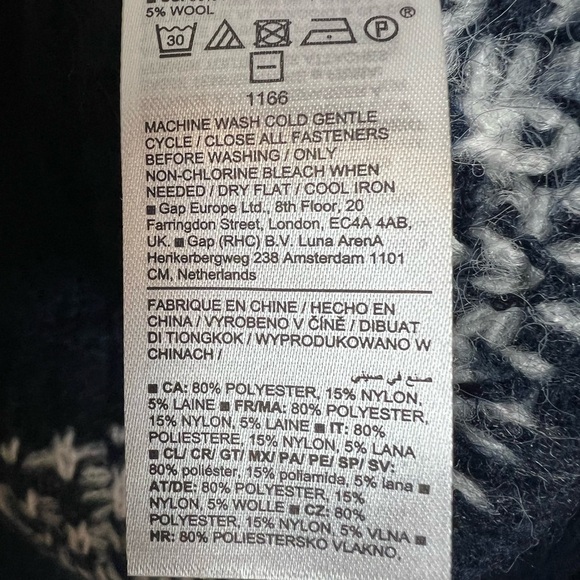 5% WOOL
30 P ®
1166
MACHINE WASH COLD GENTLE
CYCLE / CLOSE ALL FASTENERS
BEFORE WASHING / ONLY
NON-CHLORINE BLEACH WHEN
NEEDED / DRY FLAT / COOL IRON
■ Gap Europe Ltd., 8th Floor, 20
Farringdon Street, London, EC4A 4AB,
UK. ■ Gap (RHC) B.V. Luna ArenA
Herikerbergweg 238 Amsterdam 1101
CM, Netherlands
FABRIQUE EN CHINE / HECHO EN
CHINA / VYROBENO V ČÍNĚ / DIBUAT
DI TIONGKOK / WYPRODUKOWANO W
CHINACH /
صنع في صيني
■ CA: 80% POLYESTER, 15% NYLON,
5% LAINE ■ FR/MA: 80% POLYESTER,
15% NYLON, 5% LAINE ■ IT: 80%
POLIESTERE, 15% NYLON, 5% LANA
■ CL/ CR/ GT/ MX/ PA/ PE/ SP/ SV:
80% poliéster, 15% poliamida, 5% lana ■
AT/DE: 80% POLYESTER, 15%
NYLON, 5% WOLLE ■ CZ: 80%
POLYESTER, 15% NYLON, 5% VLNA ■
HR: 80% POLIESTERSKO VLAKNO,